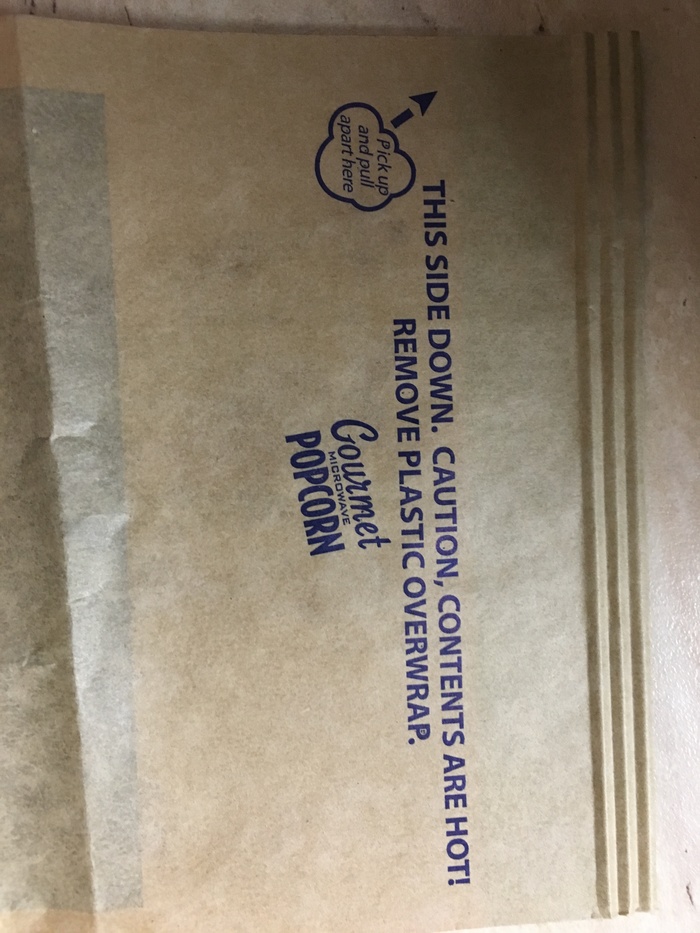 Pick up
and pull
apart here
THIS SIDE DOWN. CAUTION, CONTENTS ARE HOT!
REMOVE PLASTIC OVERWRAP.
Gourmet
MICROWAVE
POPCORN